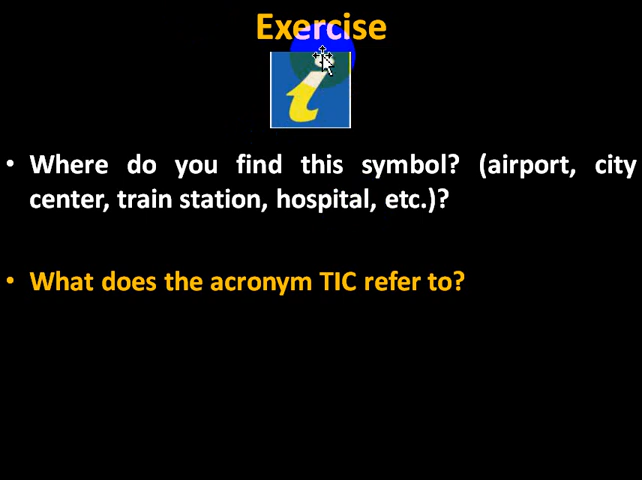 Exercise
i
• Where do you find this symbol? (airport, city
center, train station, hospital, etc.)?
• What does the acronym TIC refer to?